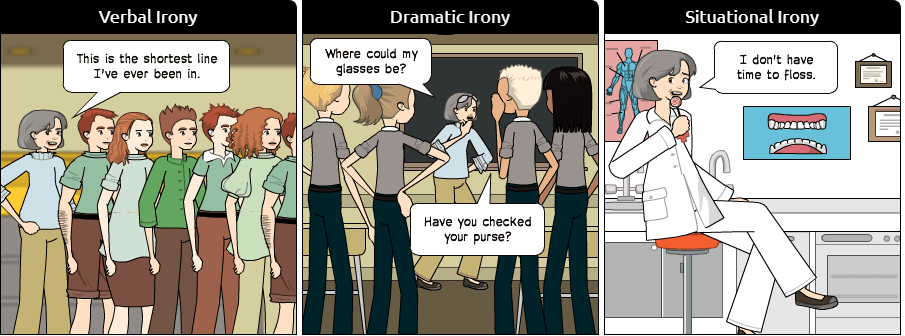 Verbal Irony
This is the shortest line
I've ever been in.
Dramatic Irony
Where could my
glasses be?
Have you checked
your purse?
Situational Irony
I don't have
time to floss.